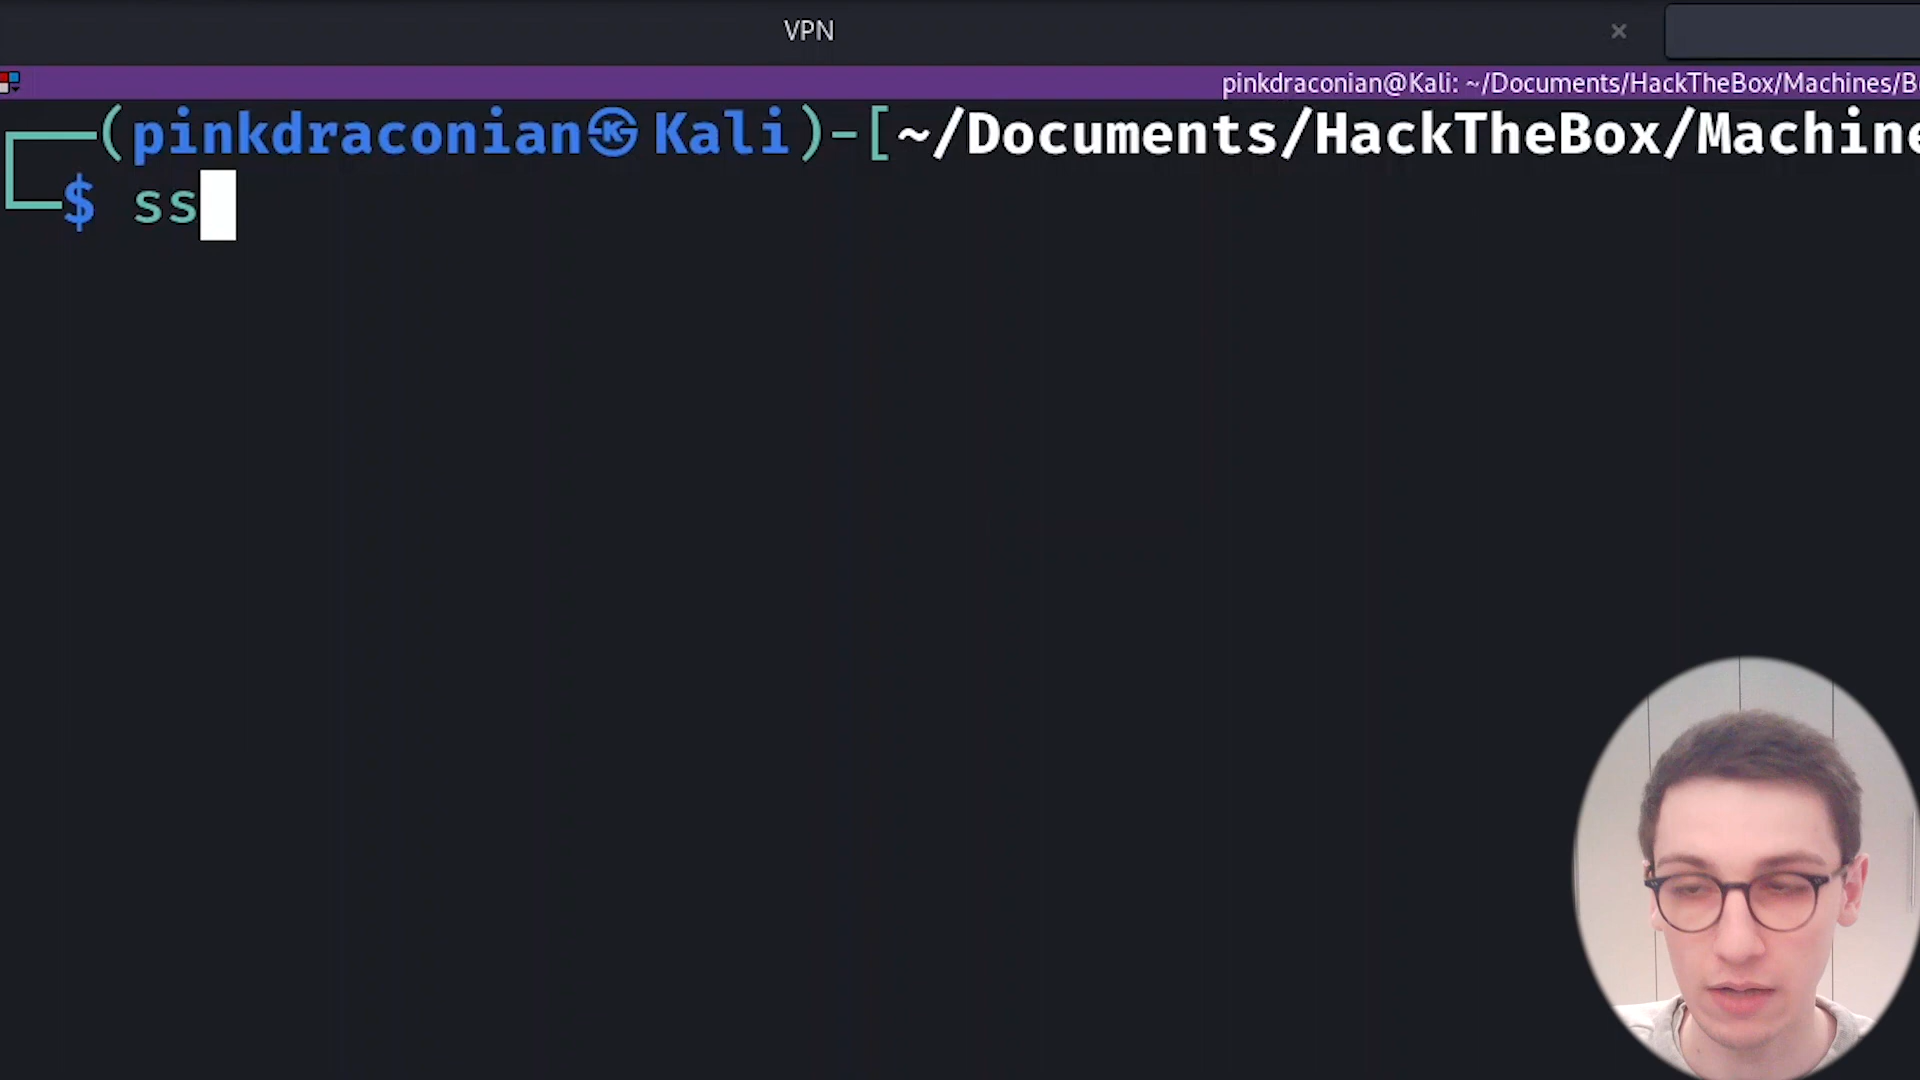 VPN
pinkdraconian@Kali: ~/Documents/HackTheBox/Machines/B
(pinkdraconian㉿Kali)-[~/Documents/HackTheBox/Machine
$ ss